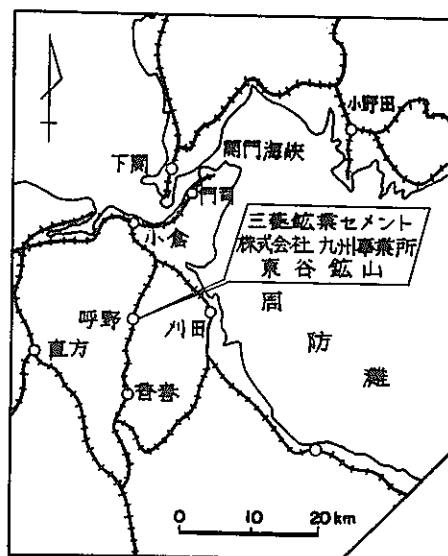 小野田
下関
関門海峡
門司
小倉
三菱鉱業セメント
株式会社 九州事業所
東谷鉱山
呼野
刈田
周防灘
直方
香春
0 10 20km